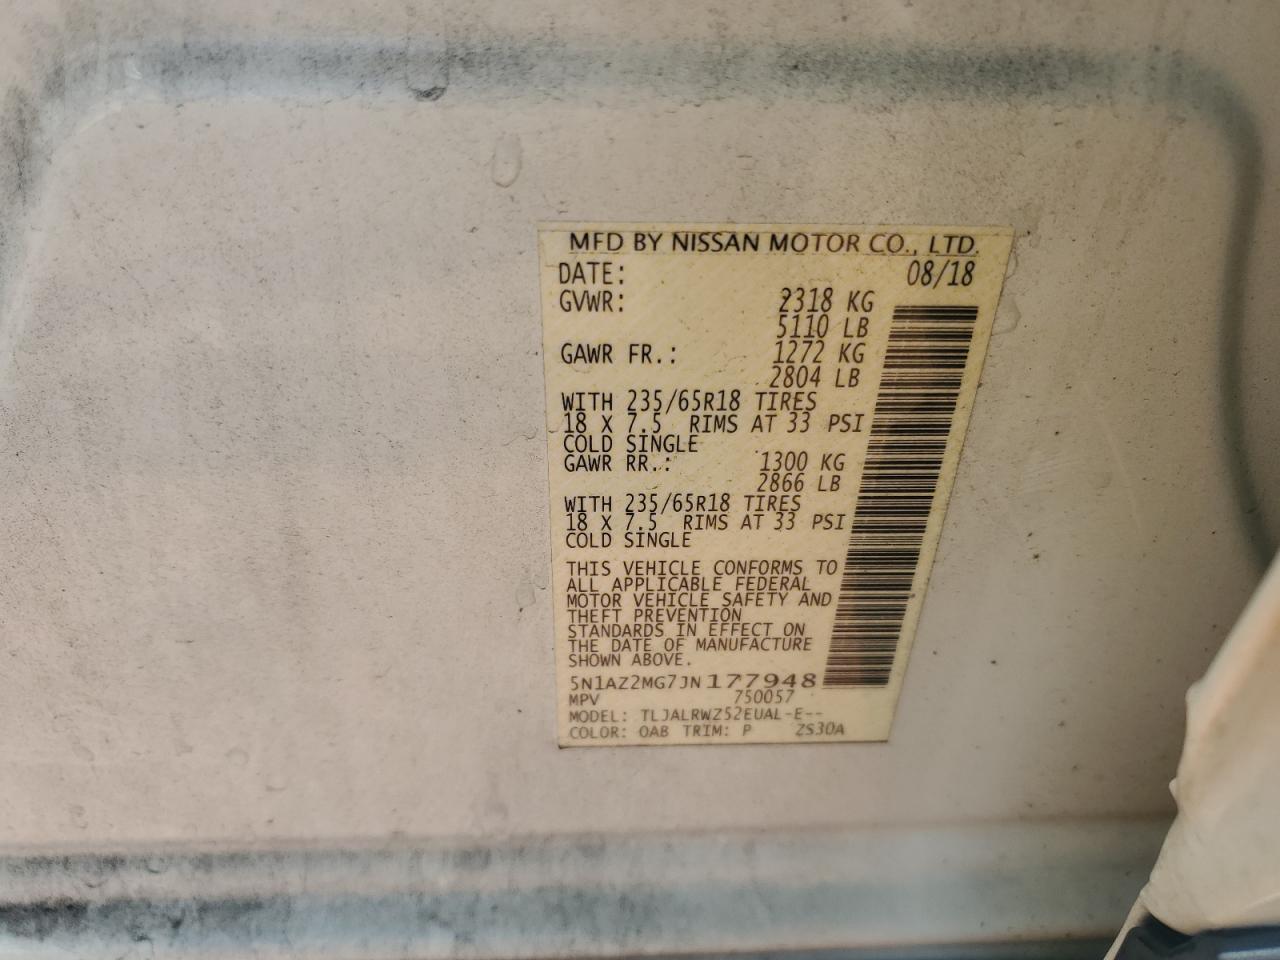 MFD BY NISSAN MOTOR CO., LTD.
DATE: 08/18
GVWR: 2318 KG
5110 LB
GAWR FR.: 1272 KG
2804 LB
WITH 235/65R18 TIRES
18 X 7.5 RIMS AT 33 PSI
COLD SINGLE
GAWR RR.: 1300 KG
2866 LB
WITH 235/65R18 TIRES
18 X 7.5 RIMS AT 33 PSI
COLD SINGLE
THIS VEHICLE CONFORMS TO
ALL APPLICABLE FEDERAL
MOTOR VEHICLE SAFETY AND
THEFT PREVENTION
STANDARDS IN EFFECT ON
THE DATE OF MANUFACTURE
SHOWN ABOVE.
5N1AZ2MG7JN177948
MPV 750057
MODEL: TLJALRWZ52EUAL-E--
COLOR: OAB TRIM: P ZS30A